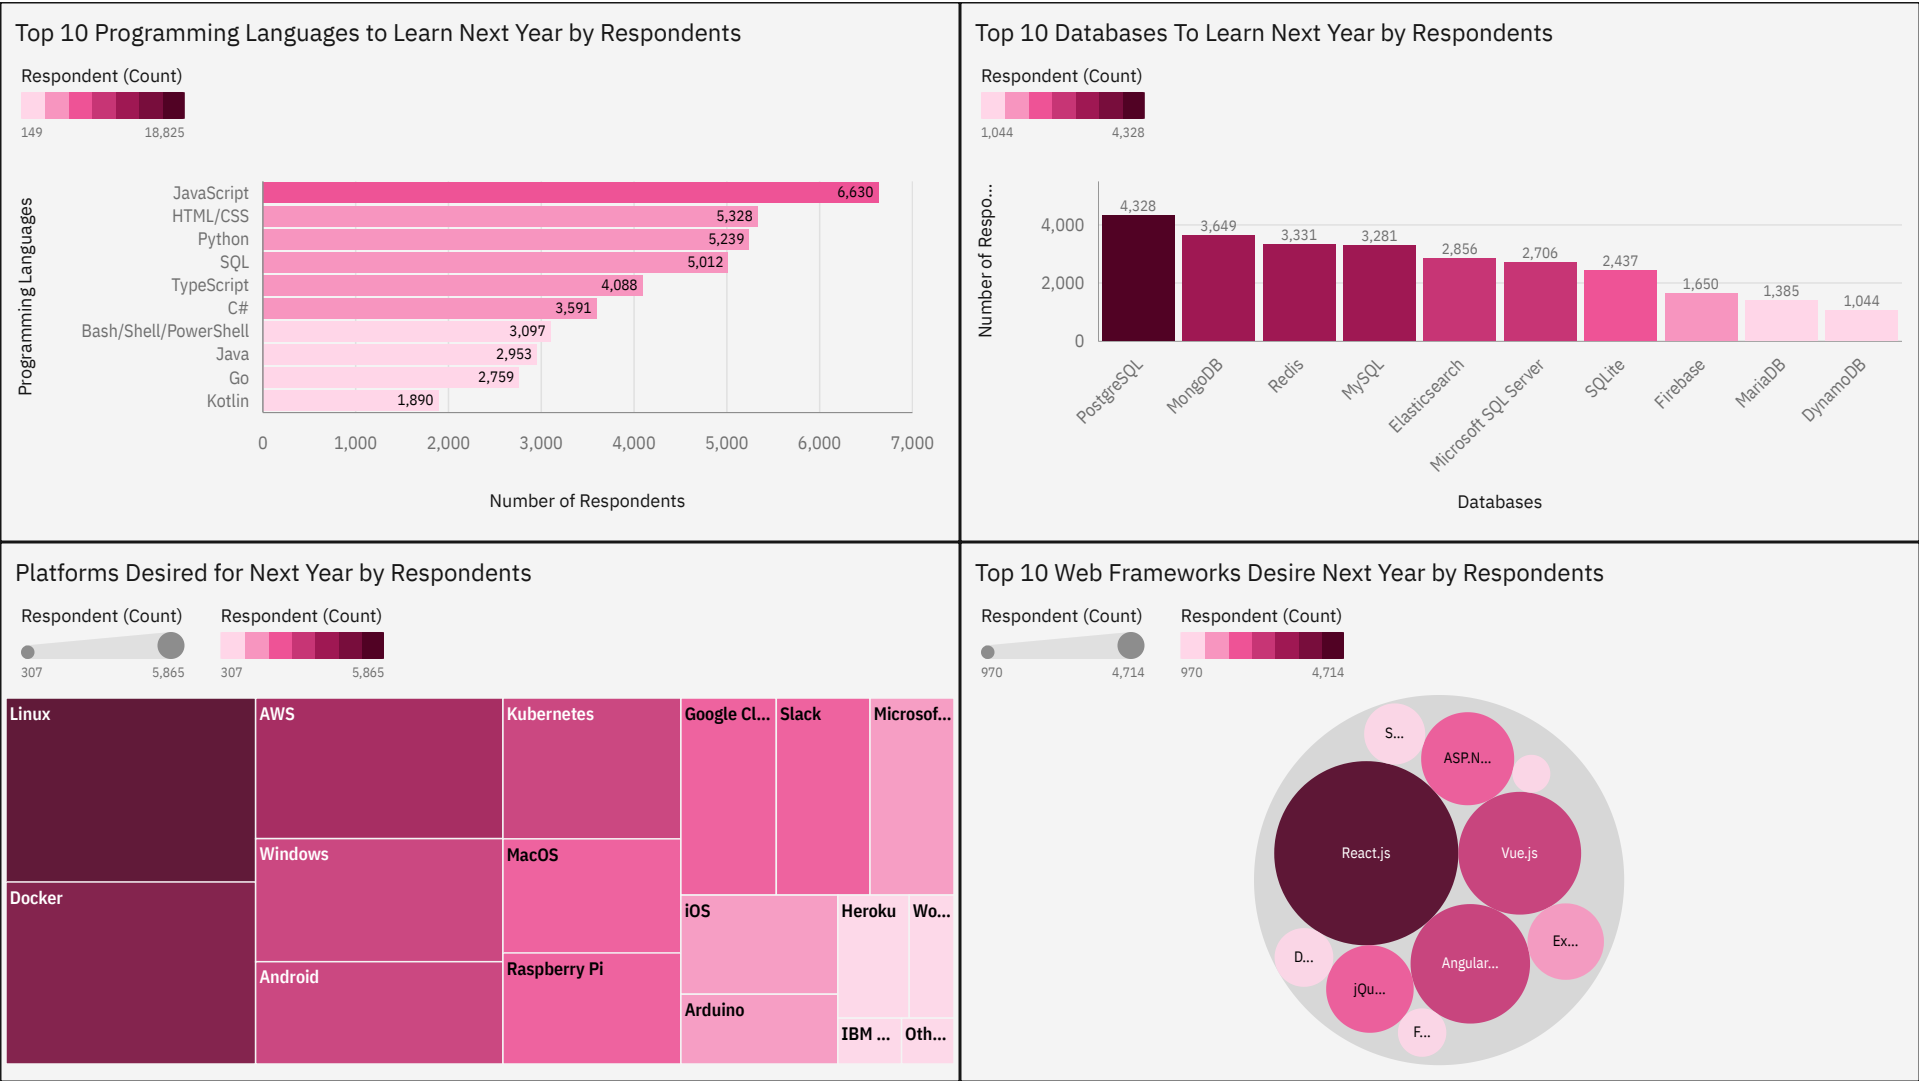 Top 10 Programming Languages to Learn Next Year by Respondents
Respondent (Count)
149 18,825
Programming Languages
JavaScript 6,630
HTML/CSS 5,328
Python 5,239
SQL 5,012
TypeScript 4,088
C# 3,591
Bash/Shell/PowerShell 3,097
Java 2,953
Go 2,759
Kotlin 1,890
0 1,000 2,000 3,000 4,000 5,000 6,000 7,000
Number of Respondents
Top 10 Databases To Learn Next Year by Respondents
Respondent (Count)
1,044 4,328
Number of Respo...
4,000
2,000
0
4,328 3,649 3,331 3,281 2,856 2,706 2,437 1,650 1,385 1,044
PostgreSQL MongoDB Redis MySQL Elasticsearch Microsoft SQL Server SQLite Firebase MariaDB DynamoDB
Databases
Platforms Desired for Next Year by Respondents
Respondent (Count) Respondent (Count)
307 5,865 307 5,865
Linux AWS Kubernetes Google Cl... Slack Microsof...
Windows MacOS
Docker iOS Heroku Wo...
Android Raspberry Pi
Arduino IBM ... Oth...
Top 10 Web Frameworks Desire Next Year by Respondents
Respondent (Count) Respondent (Count)
970 4,714 970 4,714
S...
ASP.N...
React.js Vue.js
Ex...
D... Angular...
jQu...
F...